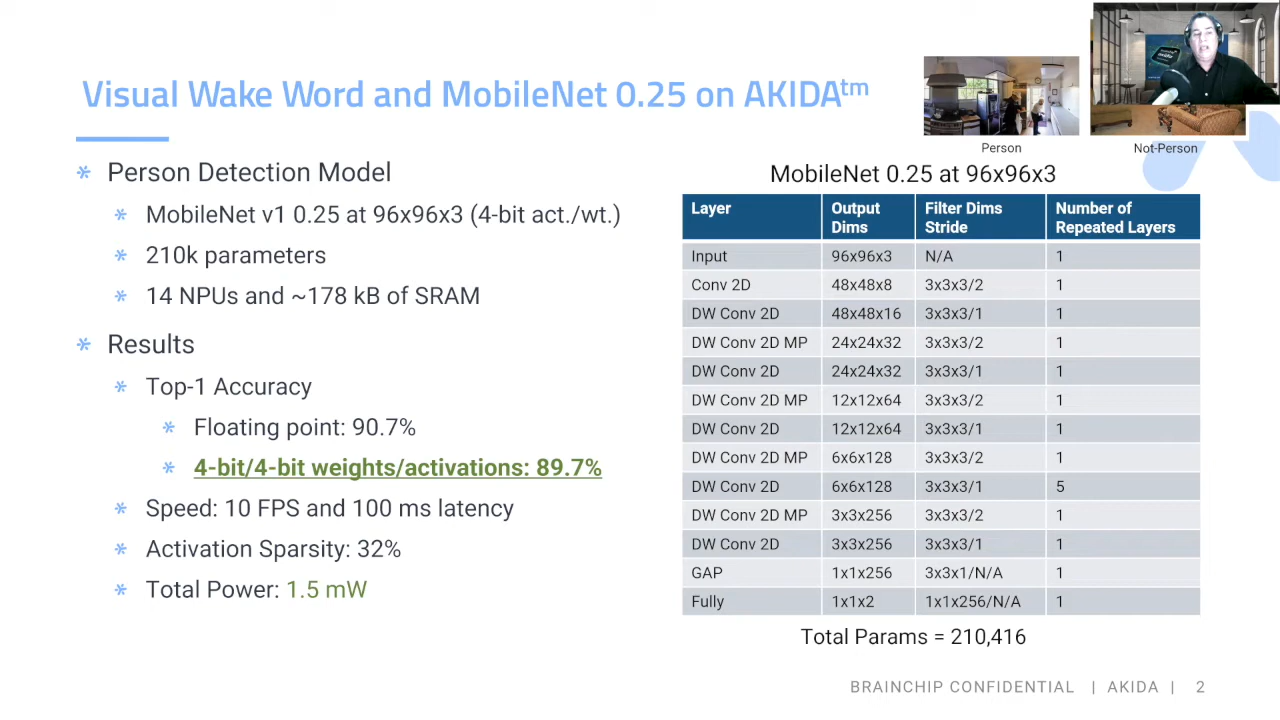 Visual Wake Word and MobileNet 0.25 on AKIDAtm
Person
Not-Person
* Person Detection Model
* MobileNet v1 0.25 at 96x96x3 (4-bit act./wt.)
* 210k parameters
* 14 NPUs and ~178 kB of SRAM
* Results
* Top-1 Accuracy
* Floating point: 90.7%
* 4-bit/4-bit weights/activations: 89.7%
* Speed: 10 FPS and 100 ms latency
* Activation Sparsity: 32%
* Total Power: 1.5 mW
MobileNet 0.25 at 96x96x3
Layer Output Dims Filter Dims Stride Number of Repeated Layers
Input 96x96x3 N/A 1
Conv 2D 48x48x8 3x3x3/2 1
DW Conv 2D 48x48x16 3x3x3/1 1
DW Conv 2D MP 24x24x32 3x3x3/2 1
DW Conv 2D 24x24x32 3x3x3/1 1
DW Conv 2D MP 12x12x64 3x3x3/2 1
DW Conv 2D 12x12x64 3x3x3/1 1
DW Conv 2D MP 6x6x128 3x3x3/2 1
DW Conv 2D 6x6x128 3x3x3/1 5
DW Conv 2D MP 3x3x256 3x3x3/2 1
DW Conv 2D 3x3x256 3x3x3/1 1
GAP 1x1x256 3x3x1/N/A 1
Fully 1x1x2 1x1x256/N/A 1
Total Params = 210,416
BRAINCHIP CONFIDENTIAL | AKIDA | 2